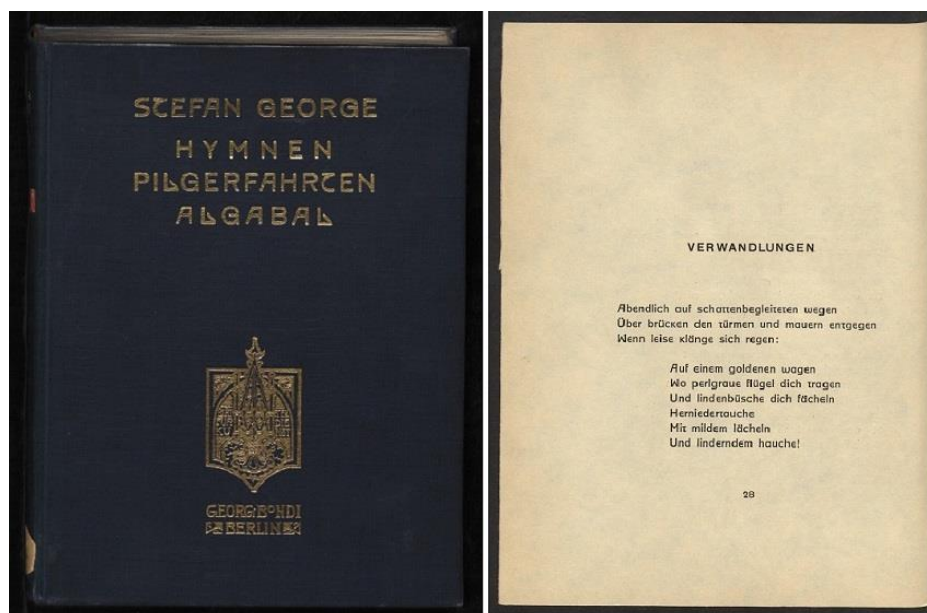 STEFAN GEORGE
HYMNEN
PILGERFAHRTEN
ALGABAL
GEORG BONDI
BERLIN
VERWANDLUNGEN
Abendlich auf schattenbegleiteten wegen
Über brücken den türmen und mauern entgegen
Wenn leise klänge sich regen:
Auf einem goldenen wagen
Wo perlgraue flügel dich tragen
Und lindenbüsche dich fächeln
Herniedertauche
Mit mildem lächeln
Und linderndem hauche!
28